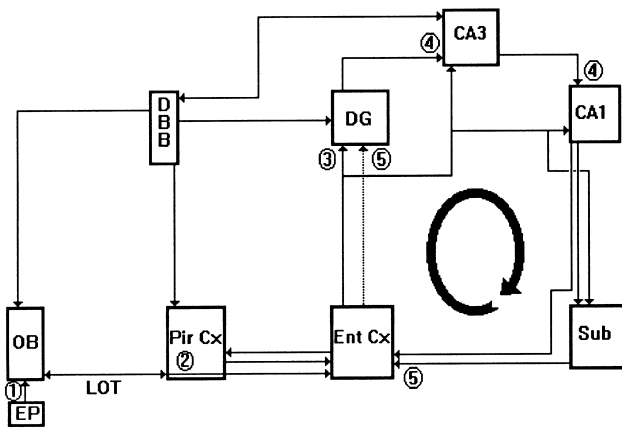 CA3
④
④
CA1
D
B
B
DG
③
⑤
OB
Pir Cx
②
Ent Cx
Sub
①
LOT
⑤
EP